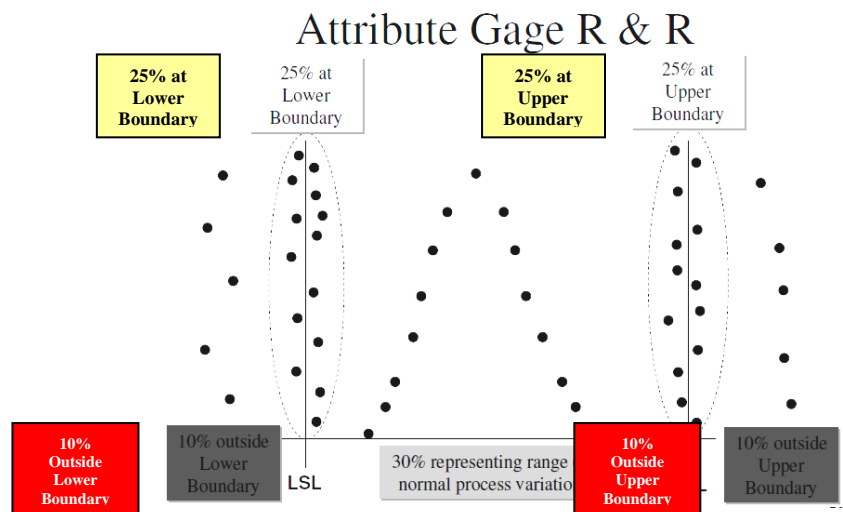 Attribute Gage R & R
25% at
Lower
Boundary
25% at
Lower
Boundary
25% at
Upper
Boundary
25% at
Upper
Boundary
10%
Outside
Lower
Boundary
10% outside
Lower
Boundary
LSL
30% representing range
normal process variation
10%
Outside
Upper
Boundary
10% outside
Upper
Boundary